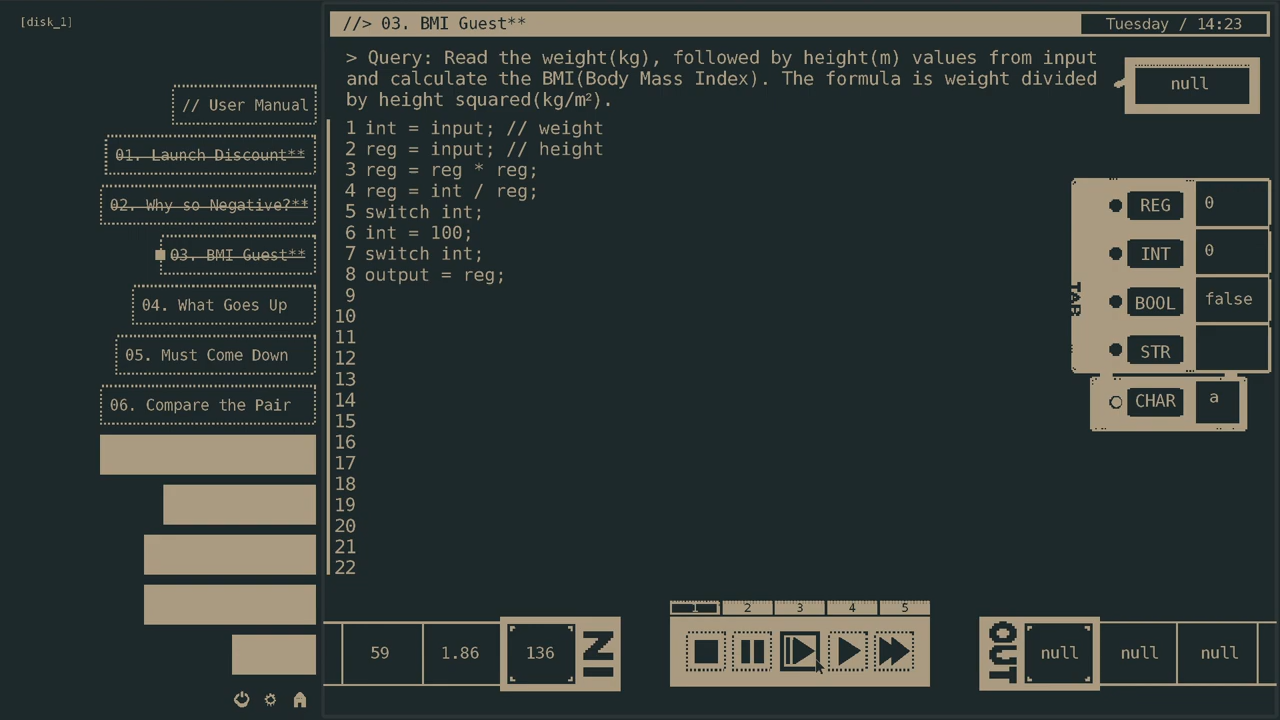 [disk_1]
//> 03. BMI Guest**
Tuesday / 14:23
> Query: Read the weight(kg), followed by height(m) values from input
and calculate the BMI(Body Mass Index). The formula is weight divided
by height squared(kg/m²).
null
// User Manual
01. Launch Discount**
02. Why so Negative?**
03. BMI Guest**
04. What Goes Up
05. Must Come Down
06. Compare the Pair
1 int = input; // weight
2 reg = input; // height
3 reg = reg * reg;
4 reg = int / reg;
5 switch int;
6 int = 100;
7 switch int;
8 output = reg;
9
10
11
12
13
14
15
16
17
18
19
20
21
22
TAB
REG 0
INT 0
BOOL false
STR
CHAR a
1 2 3 4 5
59 1.86 136 IN
OUT null null null